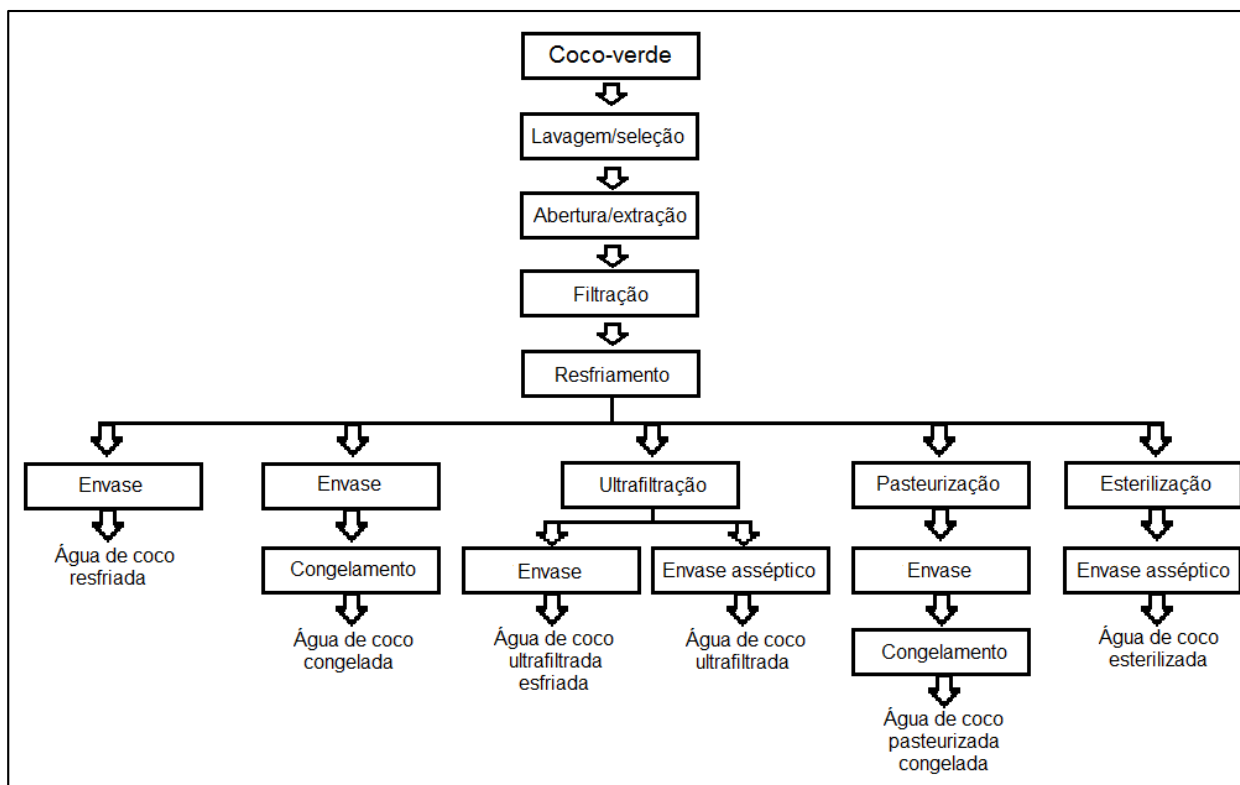 Coco-verde
Lavagem/seleção
Abertura/extração
Filtração
Resfriamento
Envase
Envase
Ultrafiltração
Pasteurização
Esterilização
Água de coco
resfriada
Congelamento
Envase
Envase asséptico
Envase
Envase asséptico
Água de coco
congelada
Água de coco
ultrafiltrada
esfriada
Água de coco
ultrafiltrada
Congelamento
Água de coco
esterilizada
Água de coco
pasteurizada
congelada